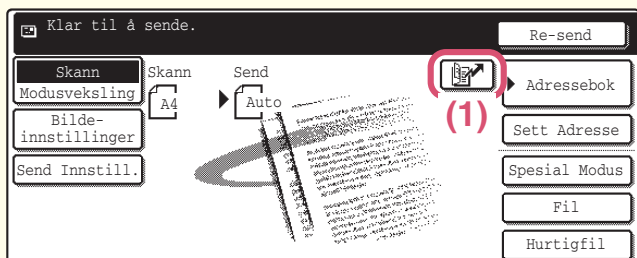 Klar til å sende.
Re-send
Skann
Modusveksling
Skann
A4
Send
Auto
(1)
Adressebok
Bilde-
innstillinger
Sett Adresse
Send Innstill.
Spesial Modus
Fil
Hurtigfil